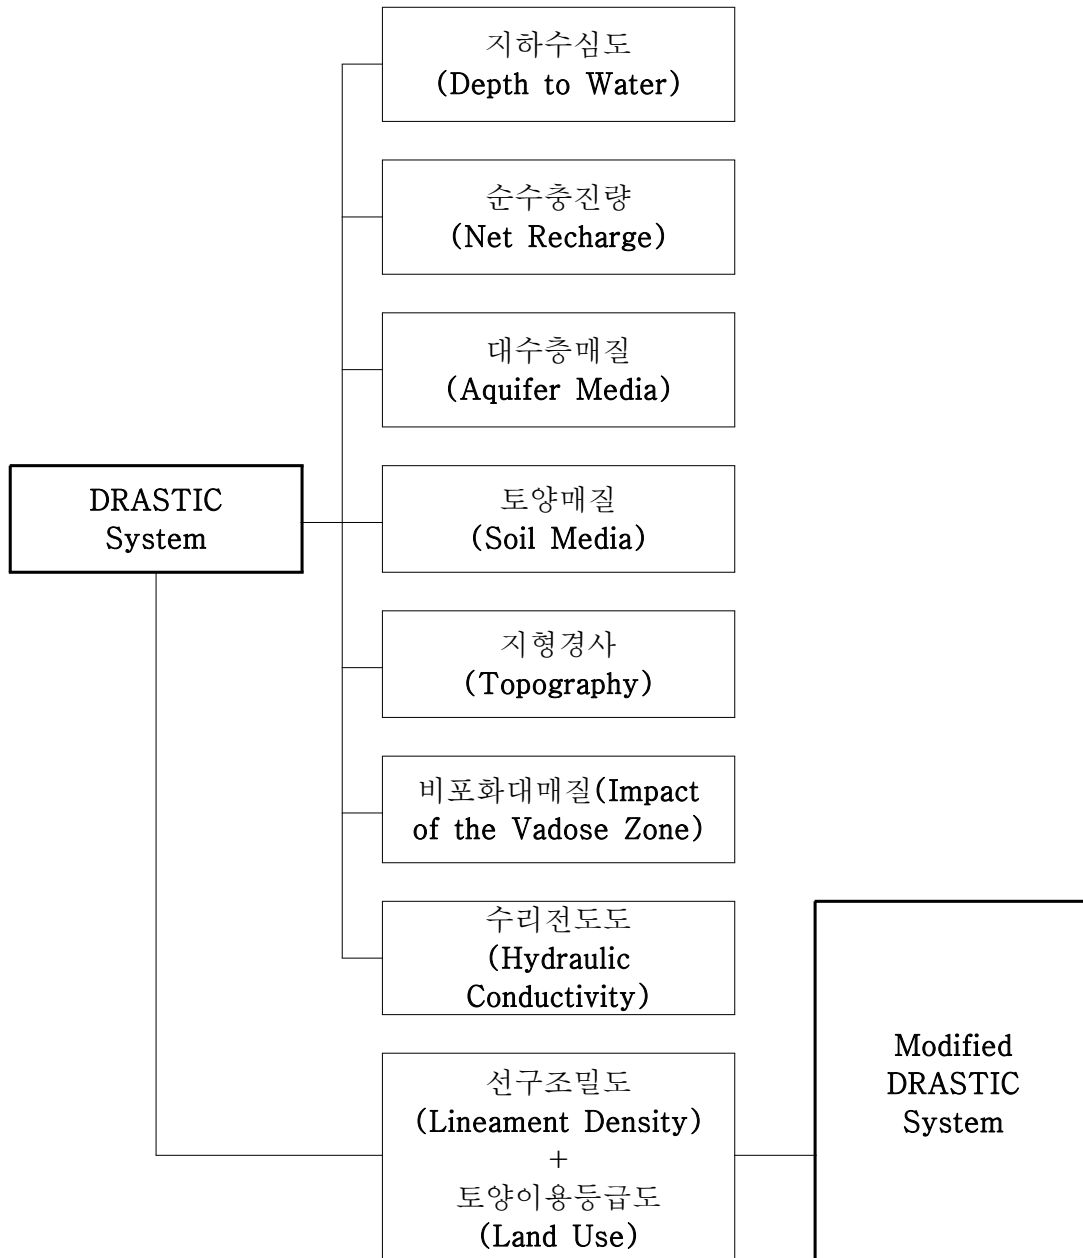 지하수심도
(Depth to Water)
순수충진량
(Net Recharge)
대수층매질
(Aquifer Media)
DRASTIC
System
토양매질
(Soil Media)
지형경사
(Topography)
비포화대매질(Impact
of the Vadose Zone)
수리전도도
(Hydraulic
Conductivity)
선구조밀도
(Lineament Density)
+
토양이용등급도
(Land Use)
Modified
DRASTIC
System